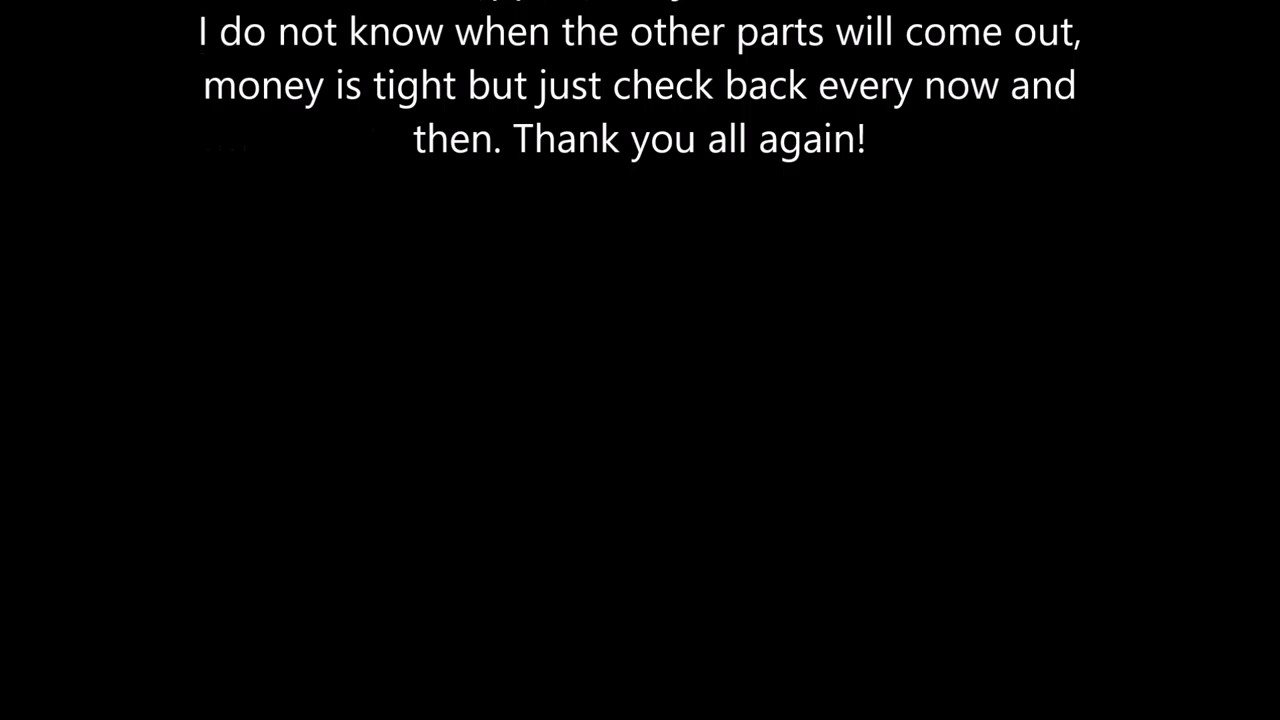 I do not know when the other parts will come out,
money is tight but just check back every now and
then. Thank you all again!